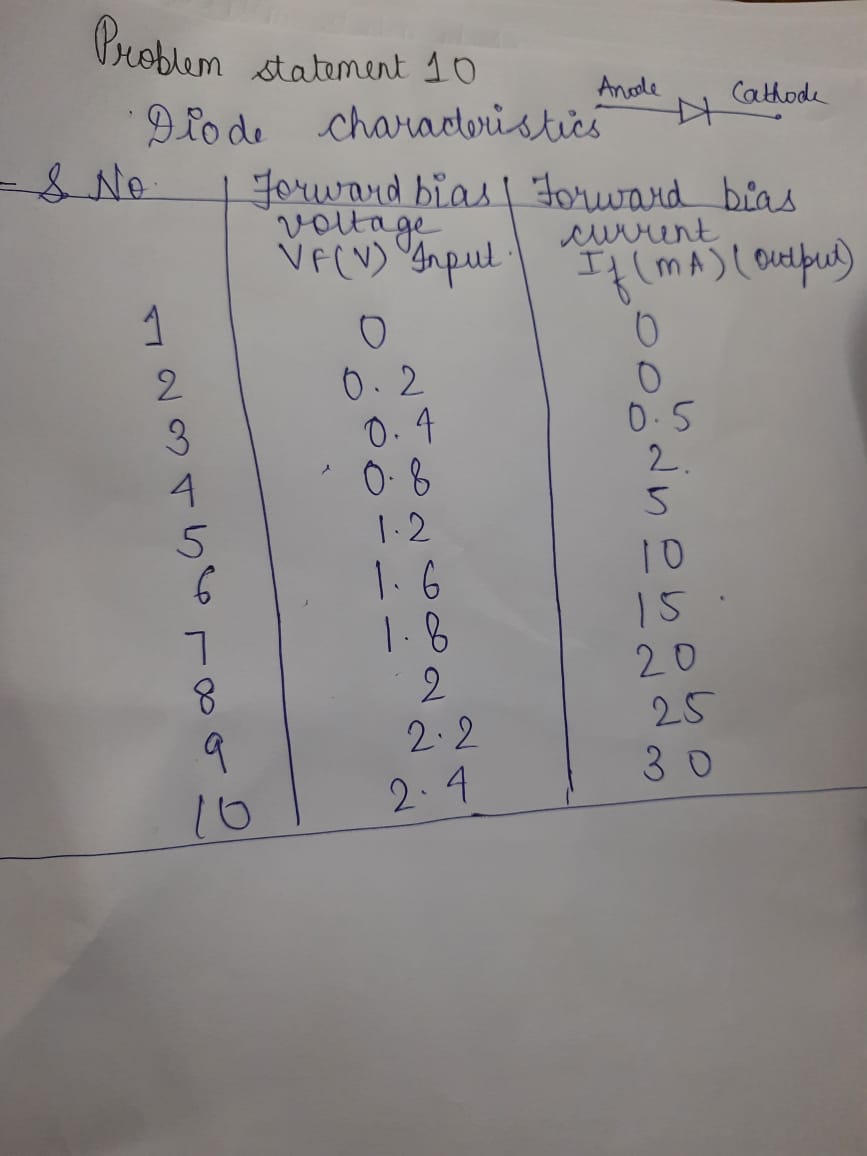 Problem statement 10
Anode Cathode
Diode characteristics
S No. Forward bias Forward bias
voltage current
VF(V) Input If(mA)(output)
1 0 0
2 0.2 0
3 0.4 0.5
4 0.8 2.
5 1.2 5
6 1.6 10
7 1.8 15
8 2 20
9 2.2 25
10 2.4 30